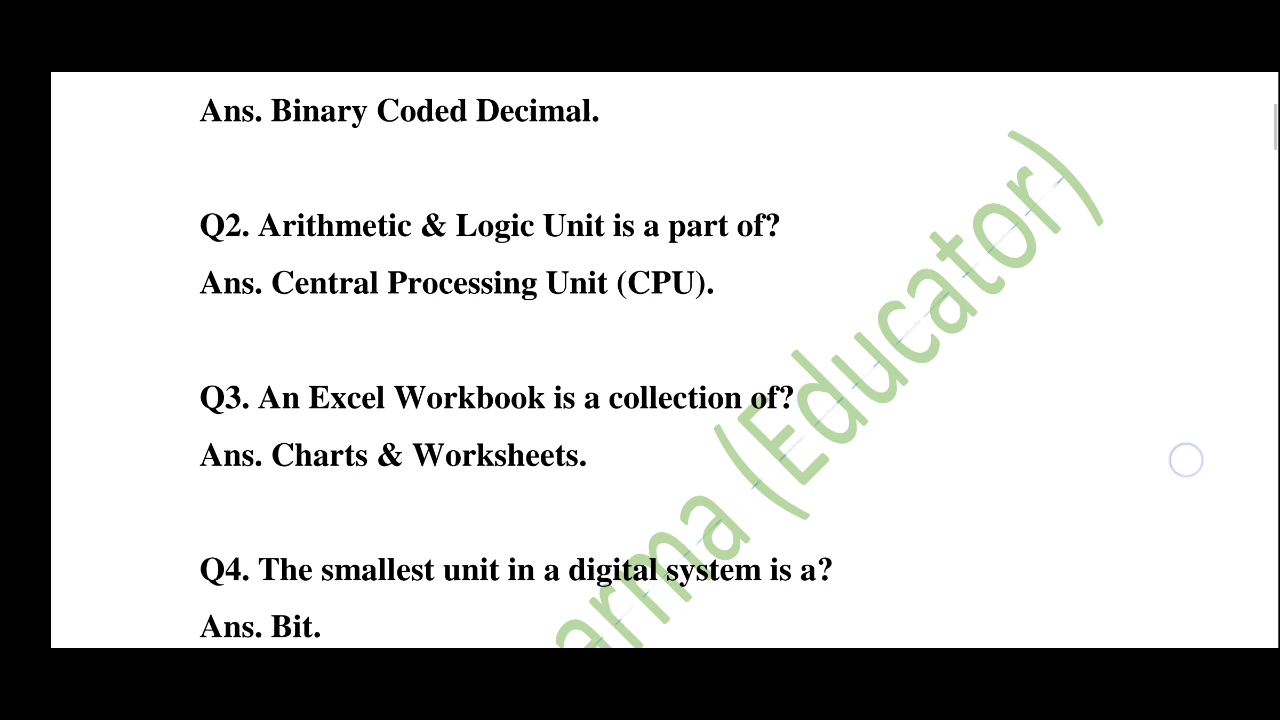 Ans. Binary Coded Decimal.
Q2. Arithmetic & Logic Unit is a part of?
Ans. Central Processing Unit (CPU).
Q3. An Excel Workbook is a collection of?
Ans. Charts & Worksheets.
Q4. The smallest unit in a digital system is a?
Ans. Bit.
(Educator)